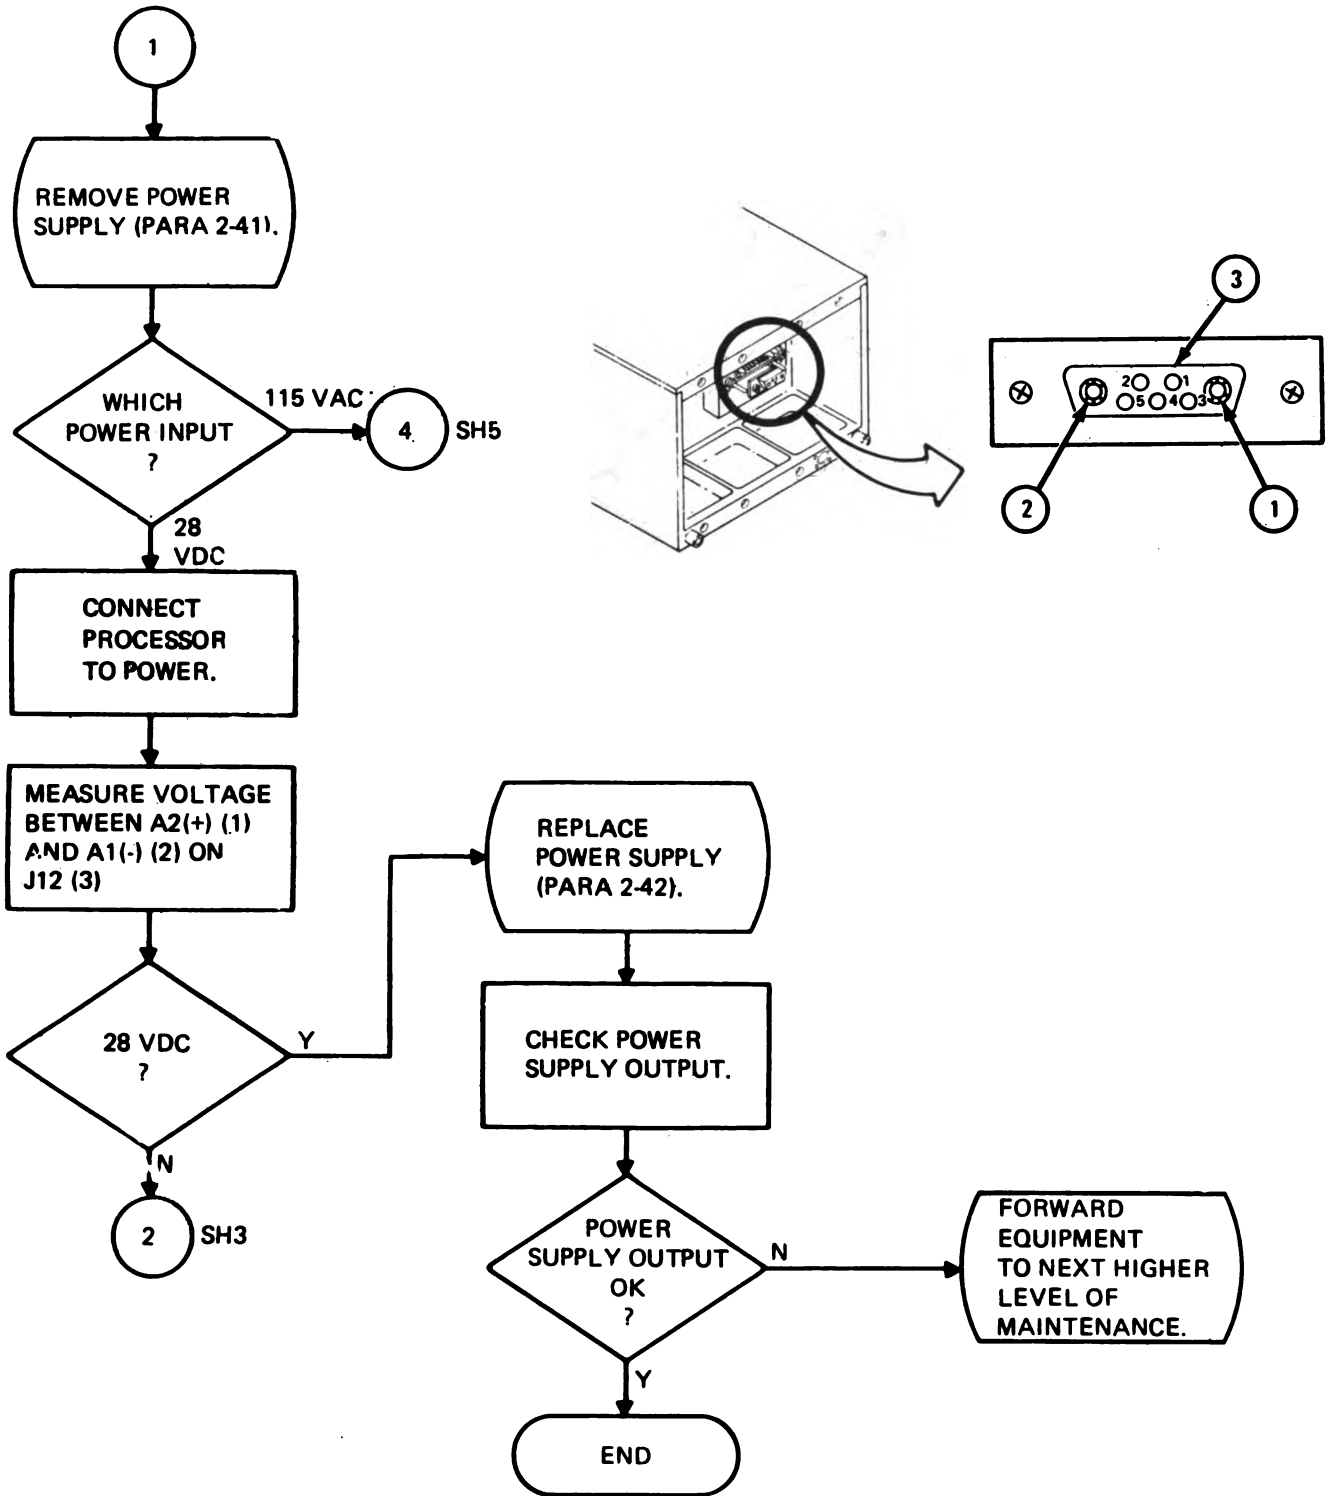 1
REMOVE POWER
SUPPLY (PARA 2-41).
WHICH
POWER INPUT
?
115 VAC
4
SH5
28
VDC
CONNECT
PROCESSOR
TO POWER.
MEASURE VOLTAGE
BETWEEN A2(+) (1)
AND A1(-) (2) ON
J12 (3)
28 VDC
?
Y
N
2
SH3
3
2 1
5 4 3
2
1
REPLACE
POWER SUPPLY
(PARA 2-42).
CHECK POWER
SUPPLY OUTPUT.
POWER
SUPPLY OUTPUT
OK
?
N
Y
FORWARD
EQUIPMENT
TO NEXT HIGHER
LEVEL OF
MAINTENANCE.
END